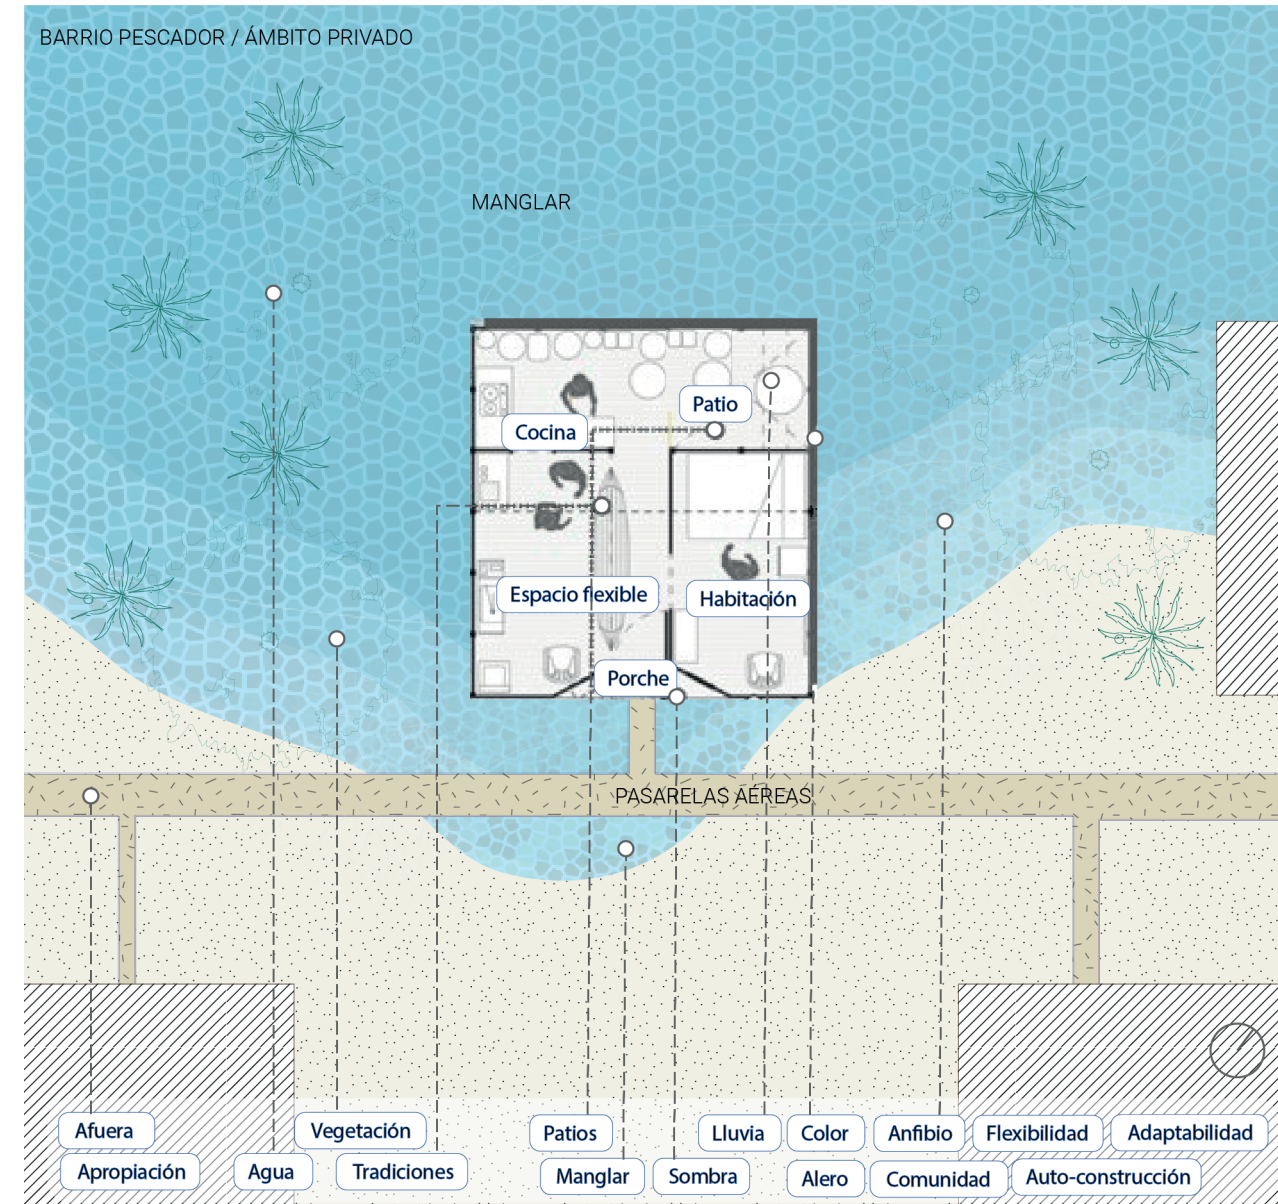 BARRIO PESCADOR / ÁMBITO PRIVADO
MANGLAR
Patio
Cocina
Espacio flexible
Habitación
Porche
PASARELAS AÉREAS
Afuera
Vegetación
Patios
Lluvia
Color
Anfibio
Flexibilidad
Adaptabilidad
Apropiación
Agua
Tradiciones
Manglar
Sombra
Alero
Comunidad
Auto-construcción